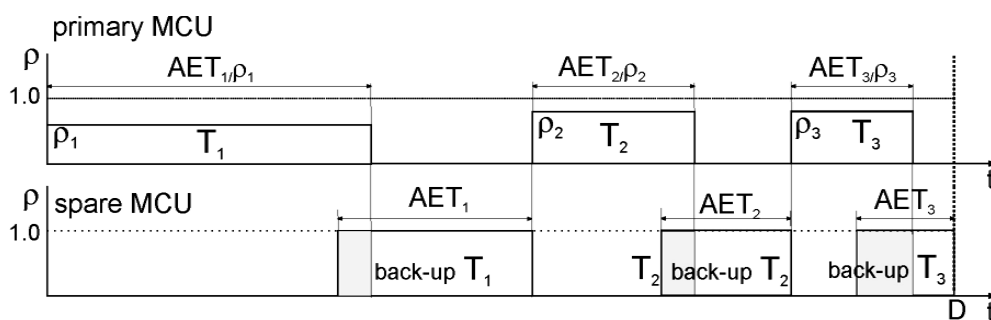 primary MCU
ρ AET₁/ρ₁ AET₂/ρ₂ AET₃/ρ₃
1.0
ρ₁ T₁ ρ₂ T₂ ρ₃ T₃
t
ρ spare MCU AET₁ AET₂ AET₃
1.0
back-up T₁ T₂ back-up T₂ back-up T₃
D t